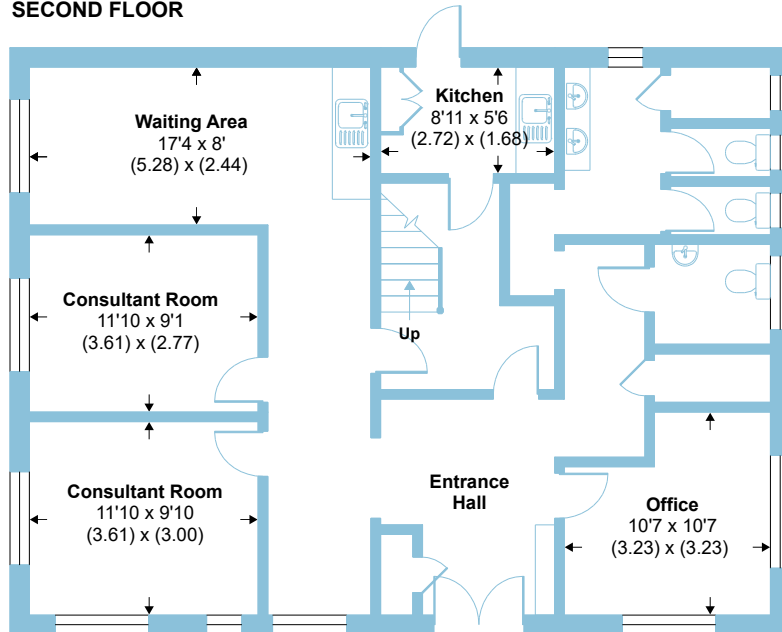 SECOND FLOOR
Waiting Area
17'4 x 8'
(5.28) x (2.44)
Kitchen
8'11 x 5'6
(2.72) x (1.68)
Consultant Room
11'10 x 9'1
(3.61) x (2.77)
Up
Consultant Room
11'10 x 9'10
(3.61) x (3.00)
Entrance
Hall
Office
10'7 x 10'7
(3.23) x (3.23)